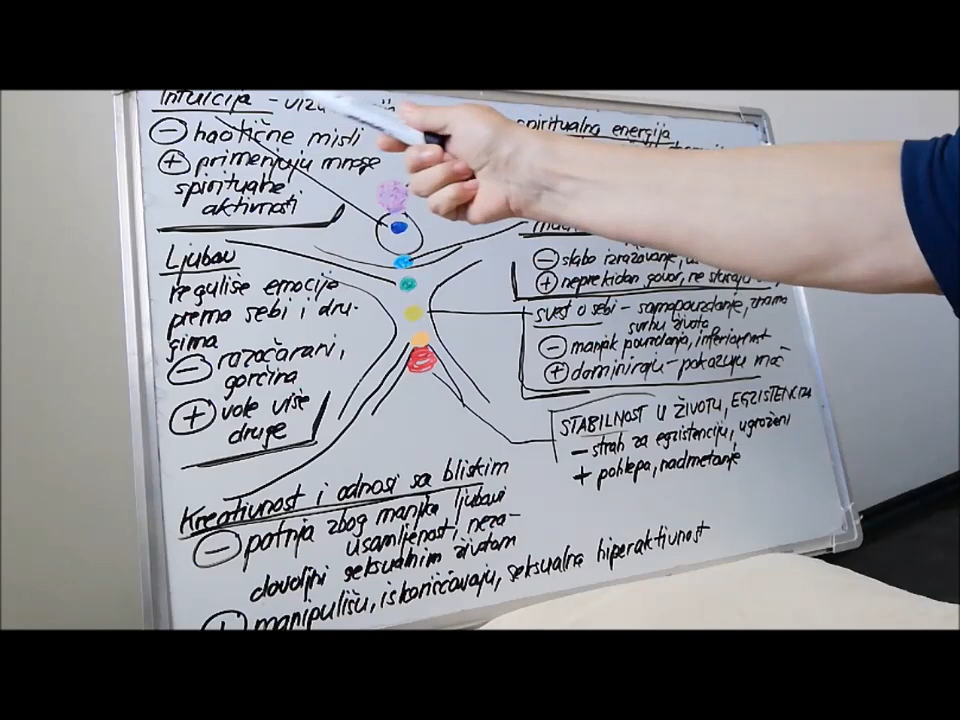 Intuicija -
⊖ haotične misli
⊕ primenjuju mnoge
spiritualne
aktivnosti
Ljubav
reguliše emocije
prema sebi i dru-
gima
⊖ razočarani,
gorčina
⊕ vole više
druge
Kreativnost i odnosi sa bliskim
⊖ patnja zbog manjka ljubavi
usamljenost, neza-
dovoljni seksualnim životom
manipulišu, iskorišćavaju, seksualna hiperaktivnost
spiritualna energija
⊖ slabo izražavanje,
⊕ neprekidan govor, ne slušaju
svest o sebi - samopouzdanje, znamo
svrhu života
⊖ manjak pouzdanja, inferiornost
⊕ dominiraju - pokazuju moć
STABILNOST U ŽIVOTU, EGZISTENCIJA
- strah za egzistenciju, ugroženi
+ pohlepa, nadmetanje